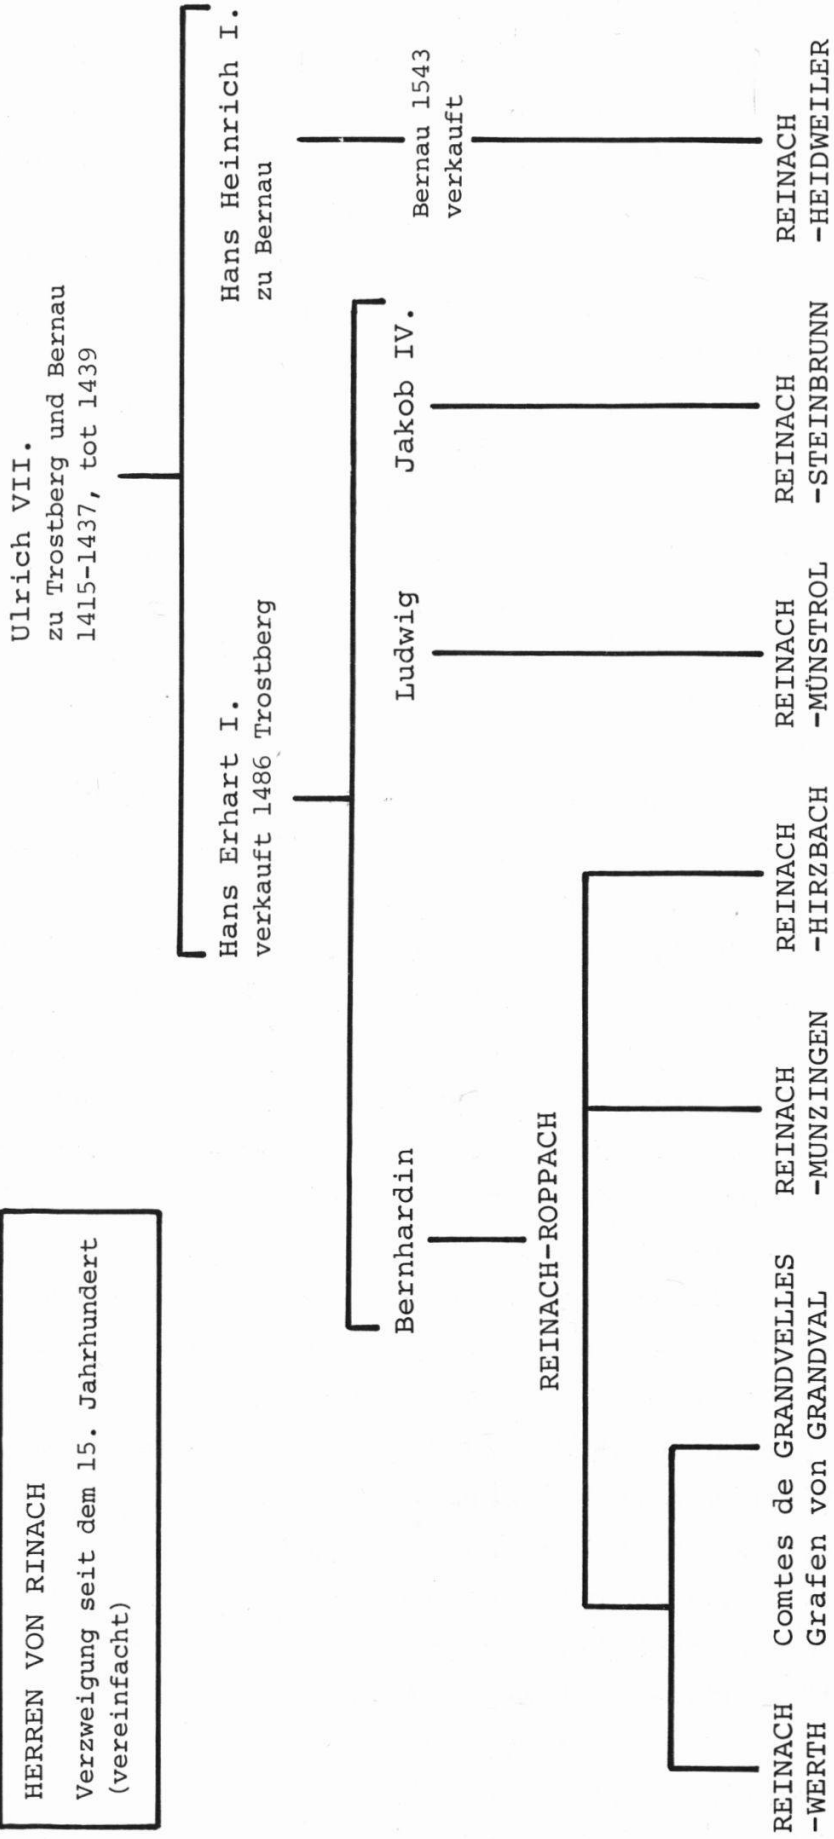 HERREN VON RINACH
Verzweigung seit dem 15. Jahrhundert
(vereinfacht)
Ulrich VII.
zu Trostberg und Bernau
1415-1437, tot 1439
Hans Erhart I.
verkauft 1486 Trostberg
Hans Heinrich I.
zu Bernau
Bernhardin
Ludwig
Jakob IV.
Bernau 1543
verkauft
REINACH-ROPPACH
REINACH
-WERTH
Comtes de GRANDVELLES
Grafen von GRANDVAL
REINACH
-MUNZINGEN
REINACH
-HIRZBACH
REINACH
-MÜNSTROL
REINACH
-STEINBRUNN
REINACH
-HEIDWEILER